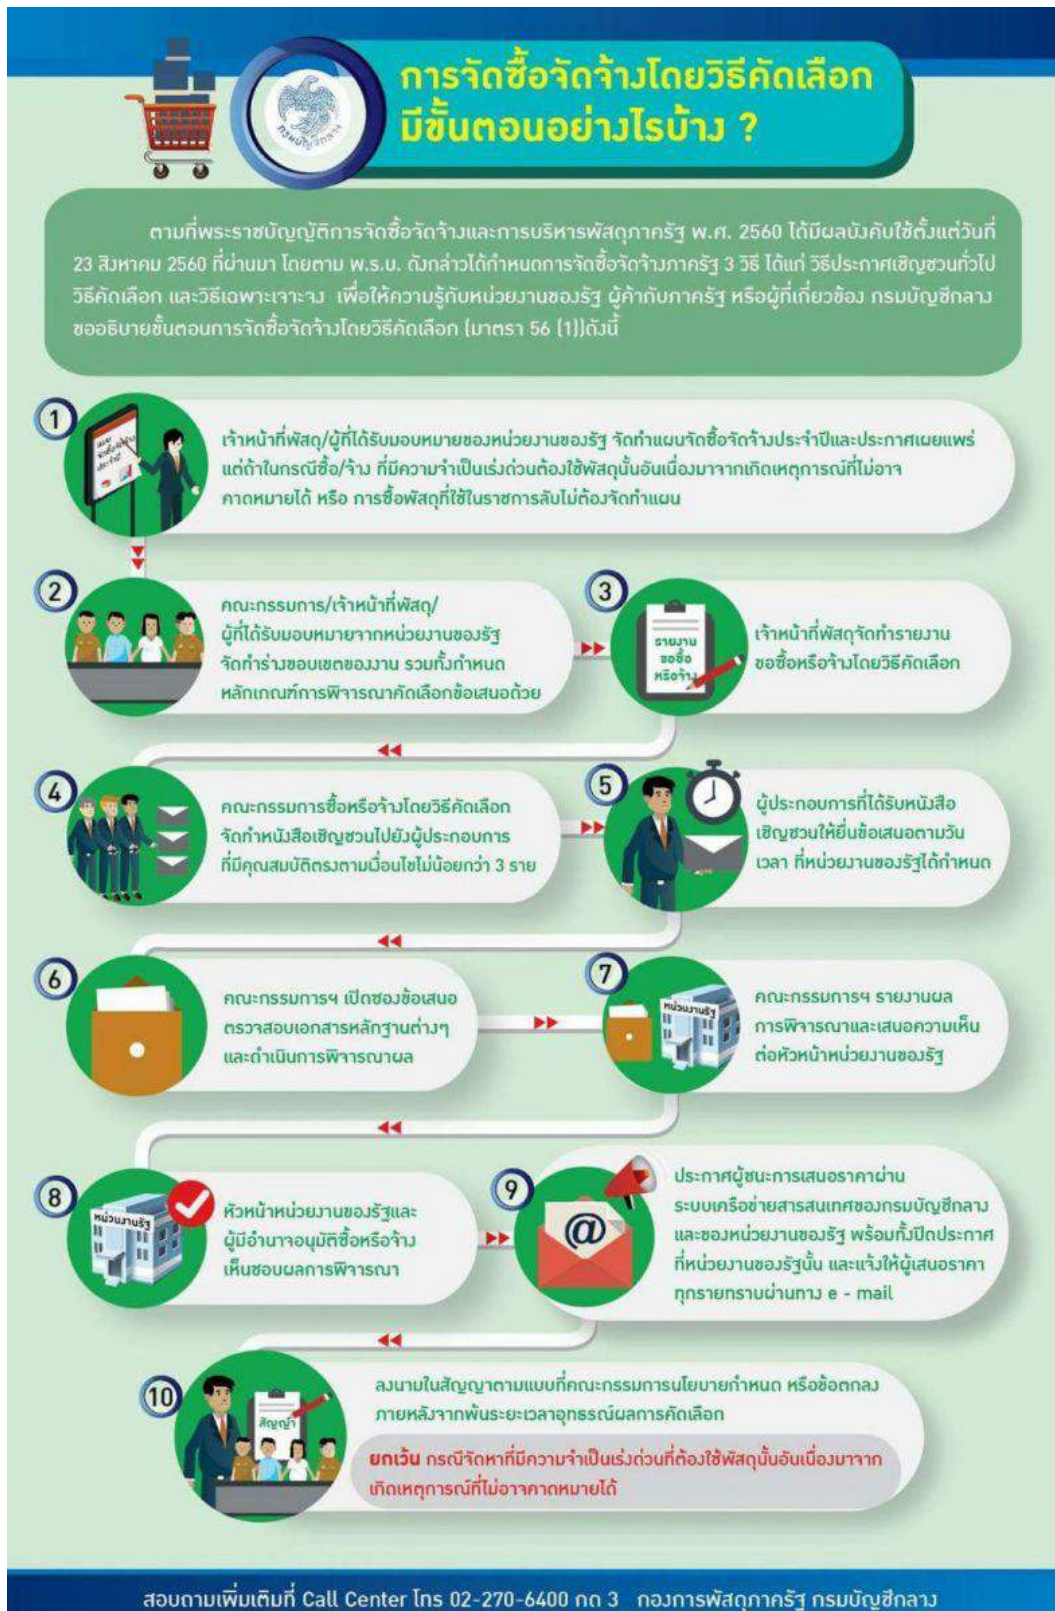 การจัดซื้อจัดจ้างโดยวิธีคัดเลือก
มีขั้นตอนอย่างไรบ้าง ?
กรมบัญชีกลาง
ตามที่พระราชบัญญัติการจัดซื้อจัดจ้างและการบริหารพัสดุภาครัฐ พ.ศ. 2560 ได้มีผลบังคับใช้ตั้งแต่วันที่
23 สิงหาคม 2560 ที่ผ่านมา โดยตาม พ.ร.บ. ดังกล่าวได้กำหนดการจัดซื้อจัดจ้างภาครัฐ 3 วิธี ได้แก่ วิธีประกาศเชิญชวนทั่วไป
วิธีคัดเลือก และวิธีเฉพาะเจาะจง เพื่อให้ความรู้กับหน่วยงานของรัฐ ผู้ค้ากับภาครัฐ หรือผู้ที่เกี่ยวข้อง กรมบัญชีกลาง
ขออธิบายขั้นตอนการจัดซื้อจัดจ้างโดยวิธีคัดเลือก (มาตรา 56 (1))ดังนี้
1
แผน
จัดซื้อจัดจ้าง
ประจำปี
เจ้าหน้าที่พัสดุ/ผู้ที่ได้รับมอบหมายของหน่วยงานของรัฐ จัดทำแผนจัดซื้อจัดจ้างประจำปีและประกาศเผยแพร่
แต่ถ้าในกรณีซื้อ/จ้าง ที่มีความจำเป็นเร่งด่วนต้องใช้พัสดุนั้นอันเนื่องมาจากเกิดเหตุการณ์ที่ไม่อาจ
คาดหมายได้ หรือ การซื้อพัสดุที่ใช้ในราชการลับไม่ต้องจัดทำแผน
2
คณะกรรมการ/เจ้าหน้าที่พัสดุ/
ผู้ที่ได้รับมอบหมายจากหน่วยงานของรัฐ
จัดทำร่างขอบเขตของงาน รวมทั้งกำหนด
หลักเกณฑ์การพิจารณาคัดเลือกข้อเสนอด้วย
3
รายงาน
ขอซื้อ
หรือจ้าง
เจ้าหน้าที่พัสดุจัดทำรายงาน
ขอซื้อหรือจ้างโดยวิธีคัดเลือก
4
คณะกรรมการซื้อหรือจ้างโดยวิธีคัดเลือก
จัดทำหนังสือเชิญชวนไปยังผู้ประกอบการ
ที่มีคุณสมบัติตรงตามเงื่อนไขไม่น้อยกว่า 3 ราย
5
ผู้ประกอบการที่ได้รับหนังสือ
เชิญชวนให้ยื่นข้อเสนอตามวัน
เวลา ที่หน่วยงานของรัฐได้กำหนด
6
คณะกรรมการฯ เปิดซองข้อเสนอ
ตรวจสอบเอกสารหลักฐานต่างๆ
และดำเนินการพิจารณาผล
7
หน่วยงานรัฐ
คณะกรรมการฯ รายงานผล
การพิจารณาและเสนอความเห็น
ต่อหัวหน้าหน่วยงานของรัฐ
8
หน่วยงานรัฐ
หัวหน้าหน่วยงานของรัฐและ
ผู้มีอำนาจอนุมัติซื้อหรือจ้าง
เห็นชอบผลการพิจารณา
9
@
ประกาศผู้ชนะการเสนอราคาผ่าน
ระบบเครือข่ายสารสนเทศของกรมบัญชีกลาง
และของหน่วยงานของรัฐ พร้อมทั้งปิดประกาศ
ที่หน่วยงานของรัฐนั้น และแจ้งให้ผู้เสนอราคา
ทุกรายทราบผ่านทาง e - mail
10
สัญญา
ลงนามในสัญญาตามแบบที่คณะกรรมการนโยบายกำหนด หรือข้อตกลง
ภายหลังจากพ้นระยะเวลาอุทธรณ์ผลการคัดเลือก
ยกเว้น กรณีจัดหาที่มีความจำเป็นเร่งด่วนที่ต้องใช้พัสดุนั้นอันเนื่องมาจาก
เกิดเหตุการณ์ที่ไม่อาจคาดหมายได้
สอบถามเพิ่มเติมที่ Call Center โทร 02-270-6400 กด 3 กองการพัสดุภาครัฐ กรมบัญชีกลาง